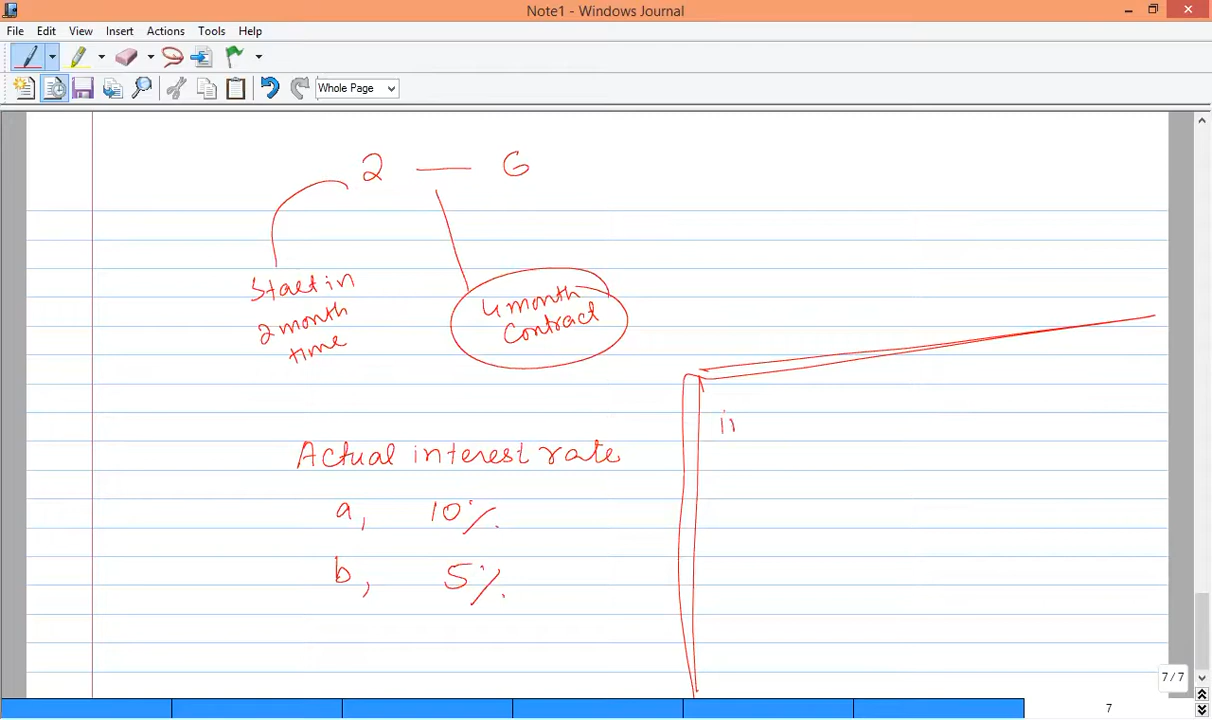 Note1 - Windows Journal
File Edit View Insert Actions Tools Help
Whole Page
2 — 6
Start in
2 month
time
4 month
Contract
Actual interest rate
a, 10%
b, 5%
7 / 7
7